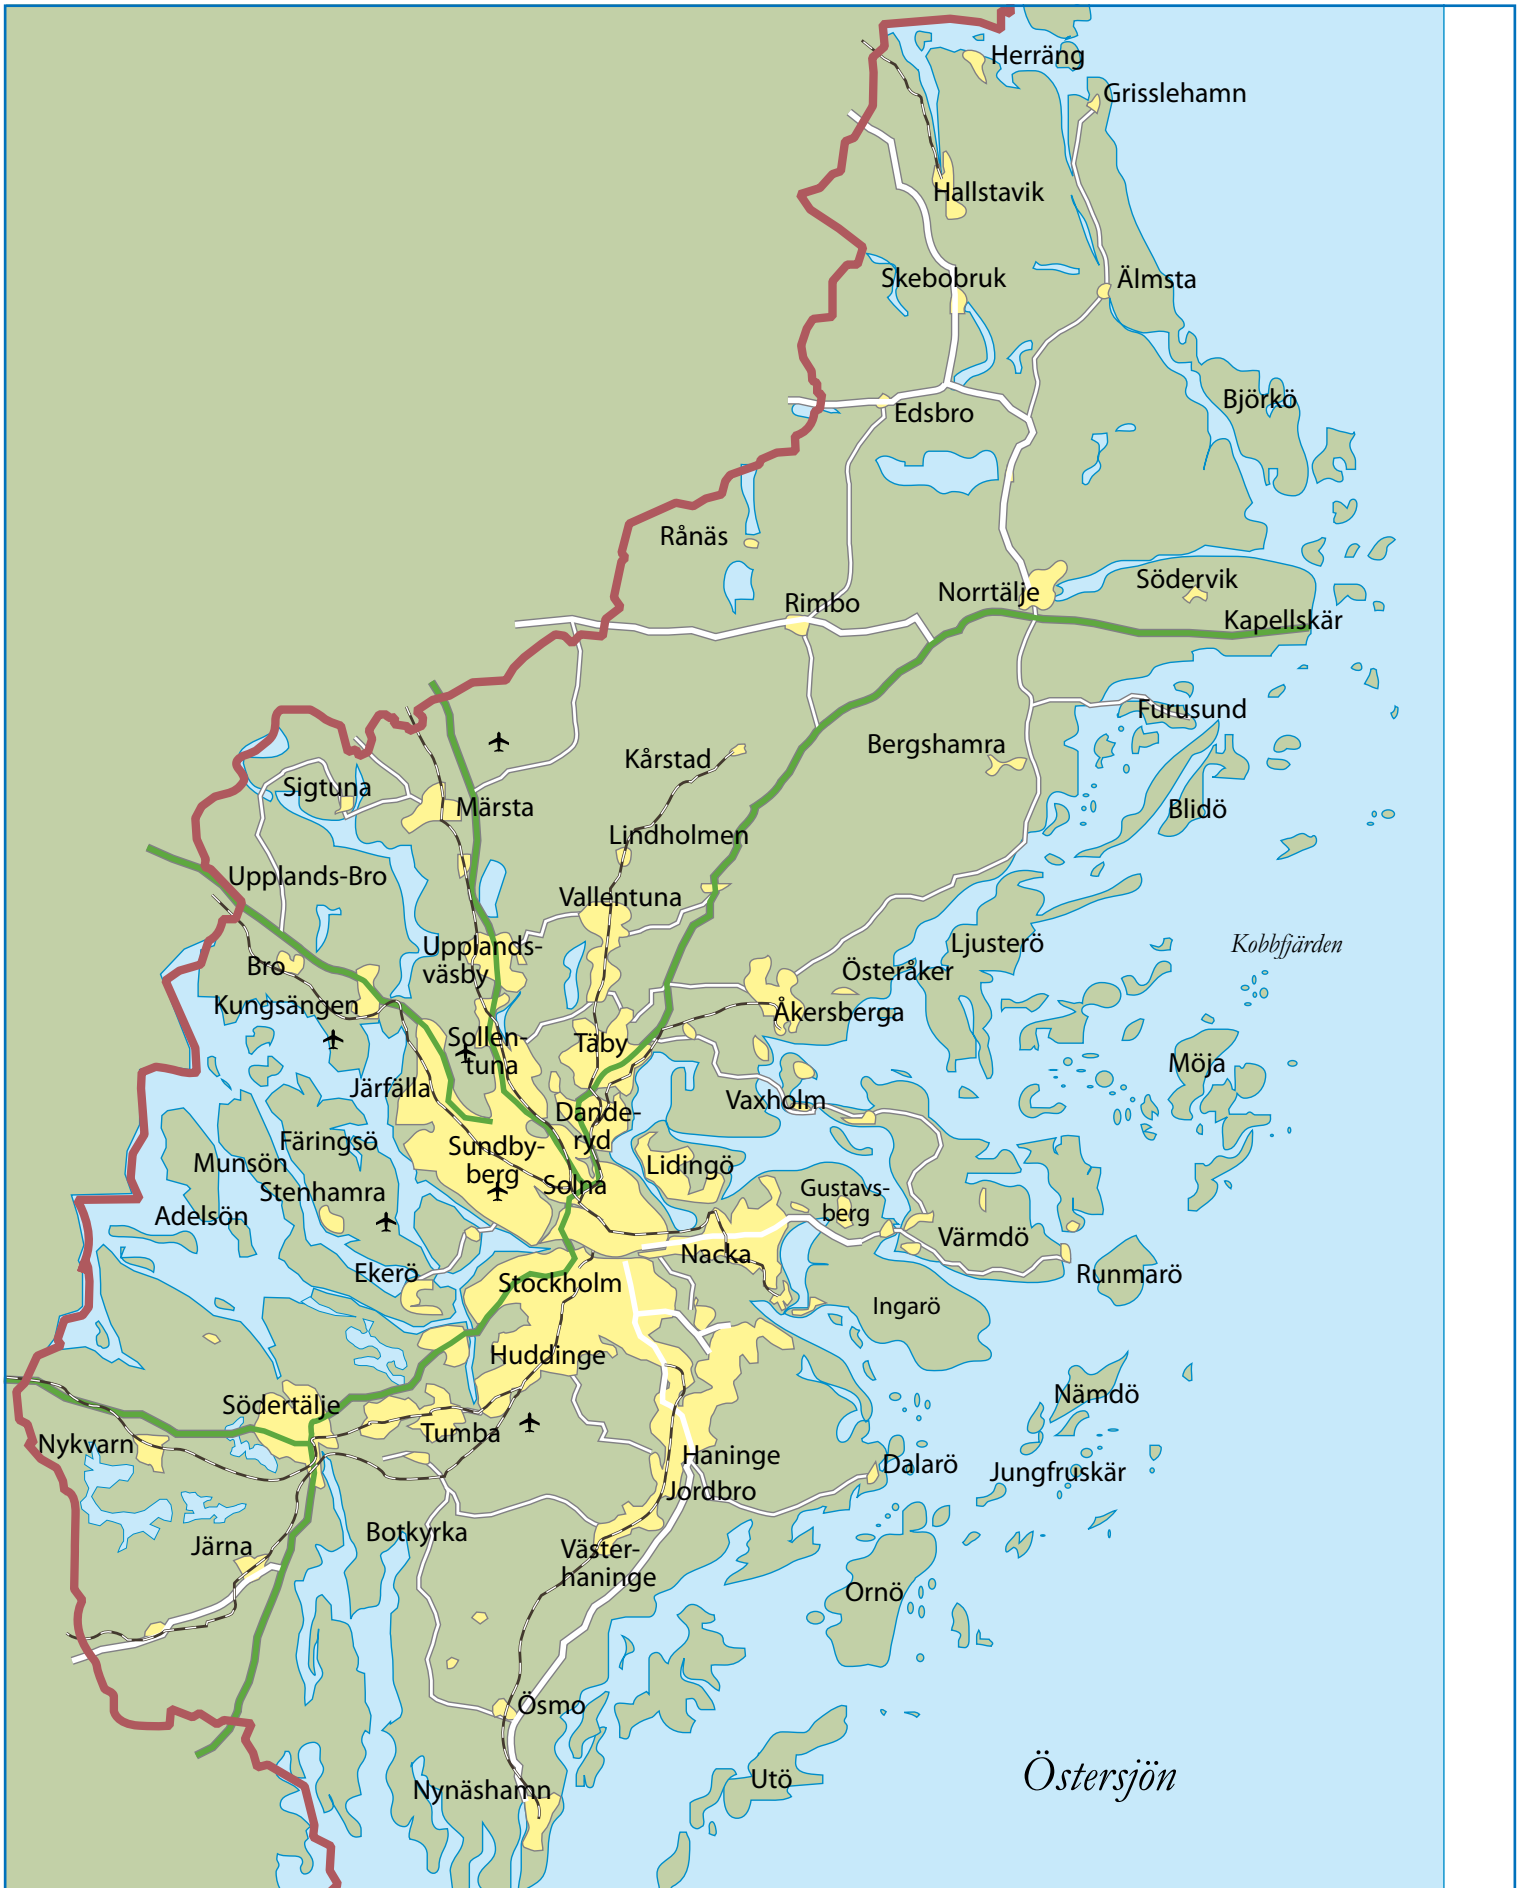 Herräng
Grisslehamn
Hallstavik
Skebobruk
Älmsta
Björkö
Edsbro
Rånäs
Södervik
Norrtälje
Rimbo
Kapellskär
Furusund
Bergshamra
Kårstad
Sigtuna
Märsta
Blidö
Lindholmen
Upplands-Bro
Vallentuna
Ljusterö
Kobbfjärden
Upplands-
väsby
Bro
Österåker
Kungsängen
Åkersberga
Sollen-
tuna
Täby
Möja
Järfälla
Vaxholm
Dande-
ryd
Färingsö
Sundby-
berg
Munsön
Lidingö
Stenhamra
Solna
Gustavs-
berg
Adelsön
Värmdö
Nacka
Ekerö
Runmarö
Stockholm
Ingarö
Huddinge
Nämdö
Södertälje
Tumba
Nykvarn
Haninge
Dalarö
Jungfruskär
Jordbro
Botkyrka
Järna
Väster-
haninge
Ornö
Ösmo
Östersjön
Utö
Nynäshamn